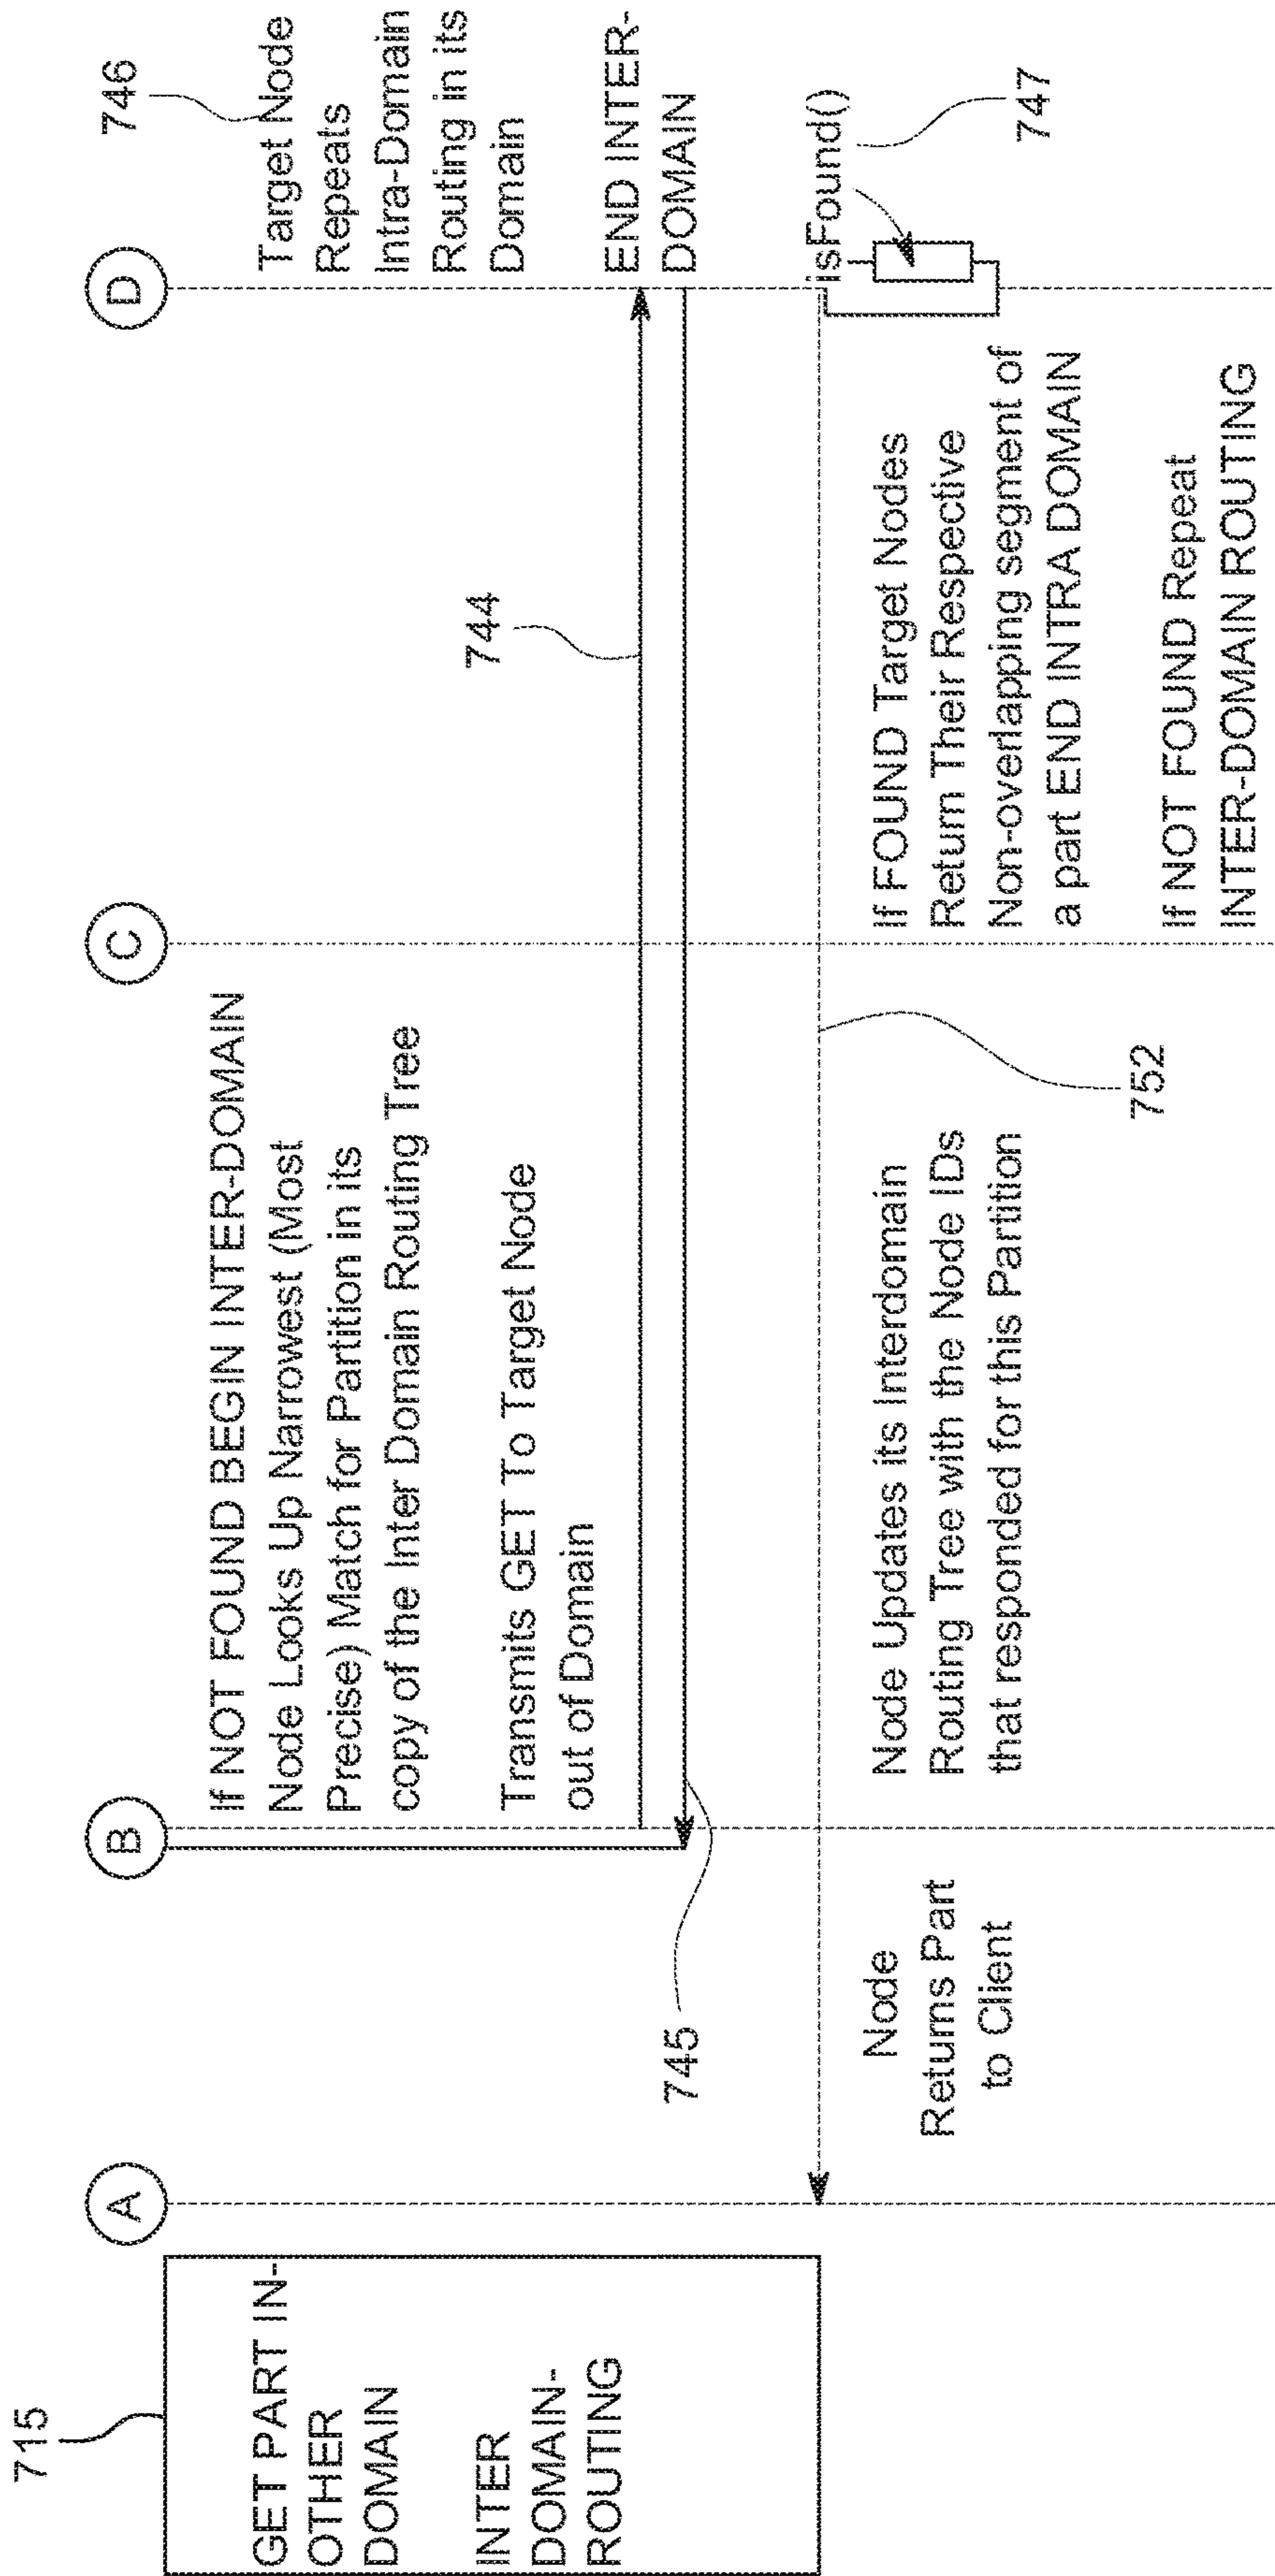 715
GET PART IN-
OTHER
DOMAIN
INTER
DOMAIN-
ROUTING
A
B
C
D
If NOT FOUND BEGIN INTER-DOMAIN
Node Looks Up Narrowest (Most
Precise) Match for Partition in its
copy of the Inter Domain Routing Tree
Transmits GET To Target Node
out of Domain
744
745
746
Target Node
Repeats
Intra-Domain
Routing in its
Domain
END INTER-
DOMAIN
isFound()
747
Node
Returns Part
to Client
Node Updates its Interdomain
Routing Tree with the Node IDs
that responded for this Partition
752
If FOUND Target Nodes
Return Their Respective
Non-overlapping segment of
a part END INTRA DOMAIN
If NOT FOUND Repeat
INTER-DOMAIN ROUTING